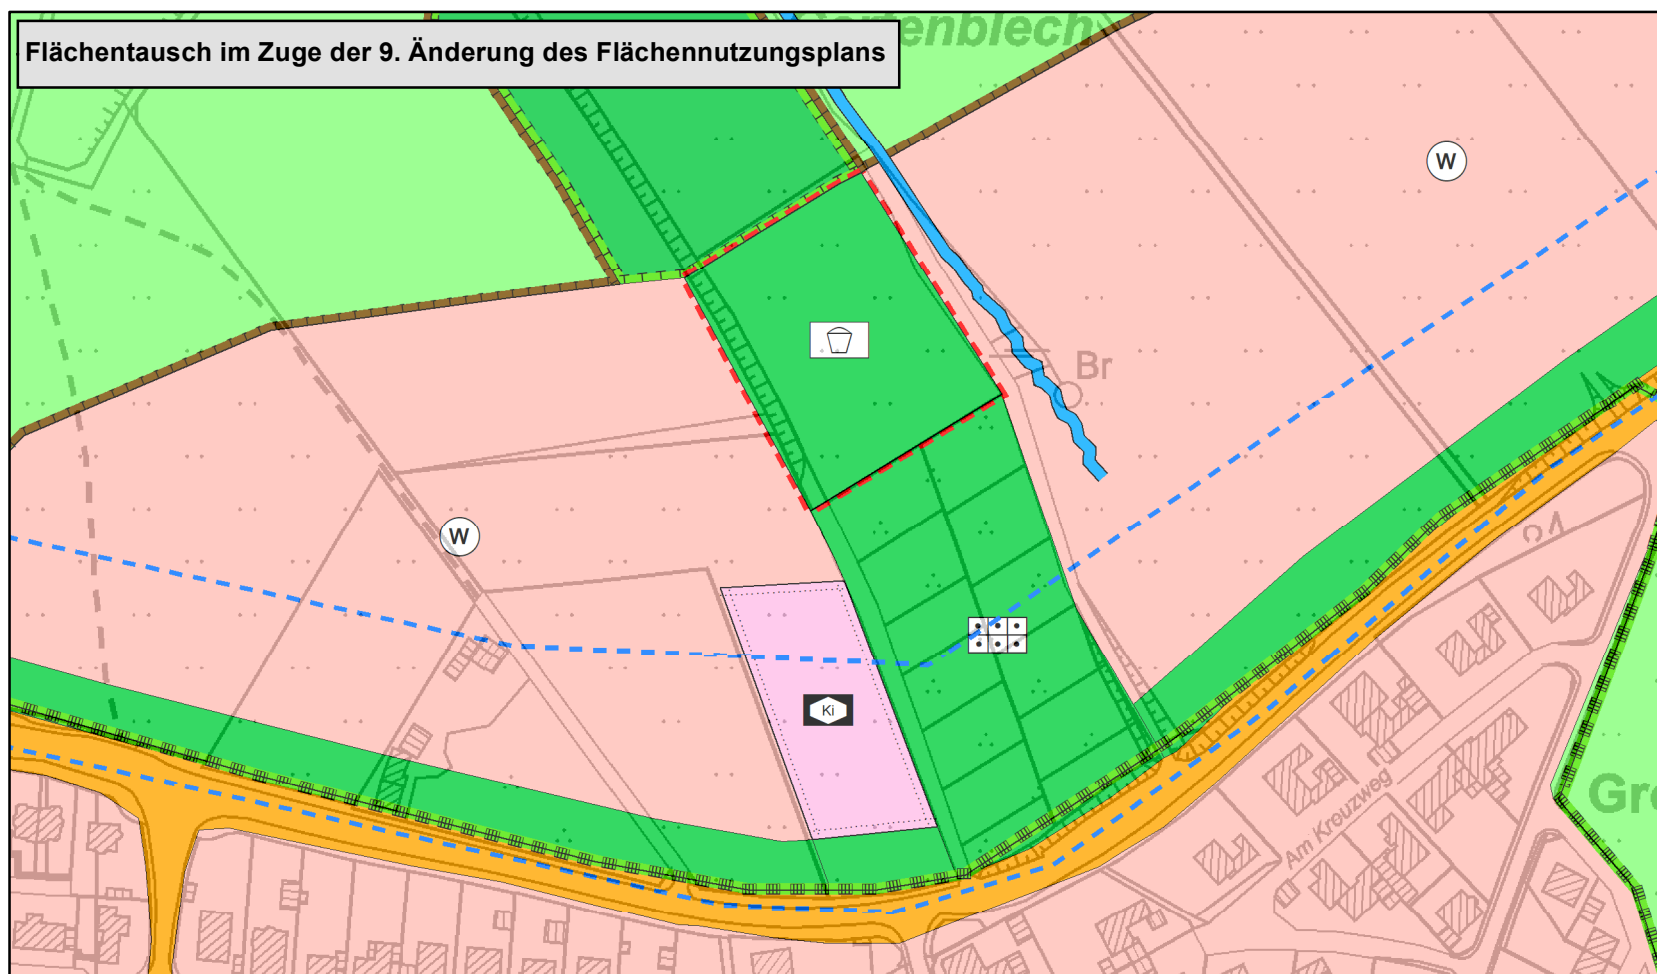 Flächentausch im Zuge der 9. Änderung des Flächennutzungsplans
W
Br
W
Ki
Am Kreuzweg